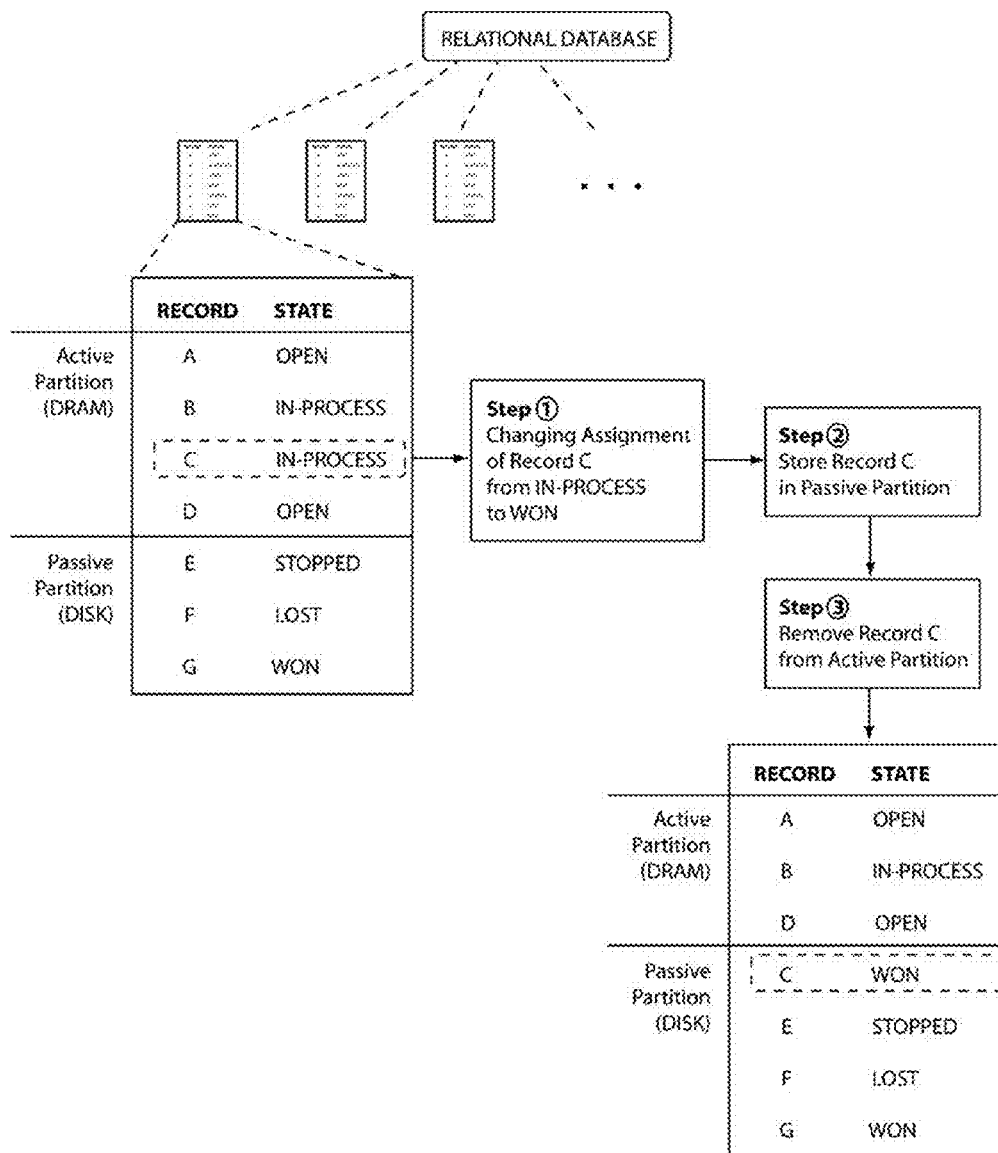 RELATIONAL DATABASE
RECORD STATE
Active Partition (DRAM)
A OPEN
B IN-PROCESS
C IN-PROCESS
D OPEN
Passive Partition (DISK)
E STOPPED
F LOST
G WON
Step ①
Changing Assignment
of Record C
from IN-PROCESS
to WON
Step ②
Store Record C
in Passive Partition
Step ③
Remove Record C
from Active Partition
RECORD STATE
Active Partition (DRAM)
A OPEN
B IN-PROCESS
D OPEN
Passive Partition (DISK)
C WON
E STOPPED
F LOST
G WON